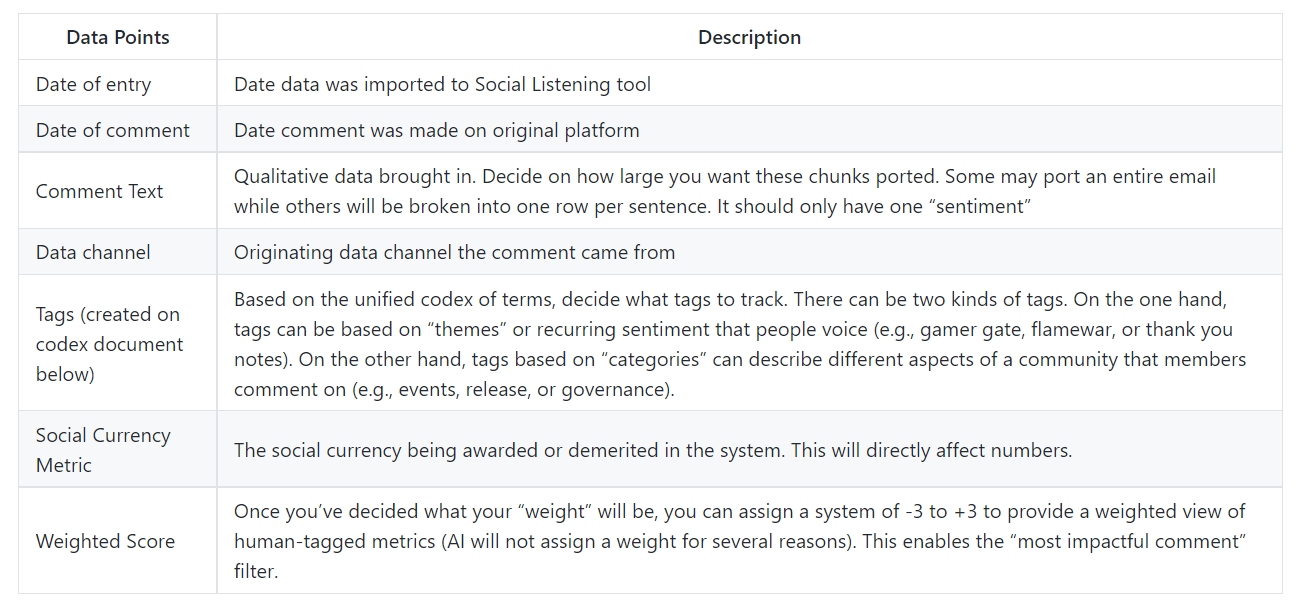 Data Points
Description
Date of entry
Date data was imported to Social Listening tool
Date of comment
Date comment was made on original platform
Comment Text
Qualitative data brought in. Decide on how large you want these chunks ported. Some may port an entire email
while others will be broken into one row per sentence. It should only have one “sentiment”
Data channel
Originating data channel the comment came from
Tags (created on
codex document
below)
Based on the unified codex of terms, decide what tags to track. There can be two kinds of tags. On the one hand,
tags can be based on “themes” or recurring sentiment that people voice (e.g., gamer gate, flamewar, or thank you
notes). On the other hand, tags based on “categories” can describe different aspects of a community that members
comment on (e.g., events, release, or governance).
Social Currency
Metric
The social currency being awarded or demerited in the system. This will directly affect numbers.
Weighted Score
Once you’ve decided what your “weight” will be, you can assign a system of -3 to +3 to provide a weighted view of
human-tagged metrics (AI will not assign a weight for several reasons). This enables the “most impactful comment”
filter.